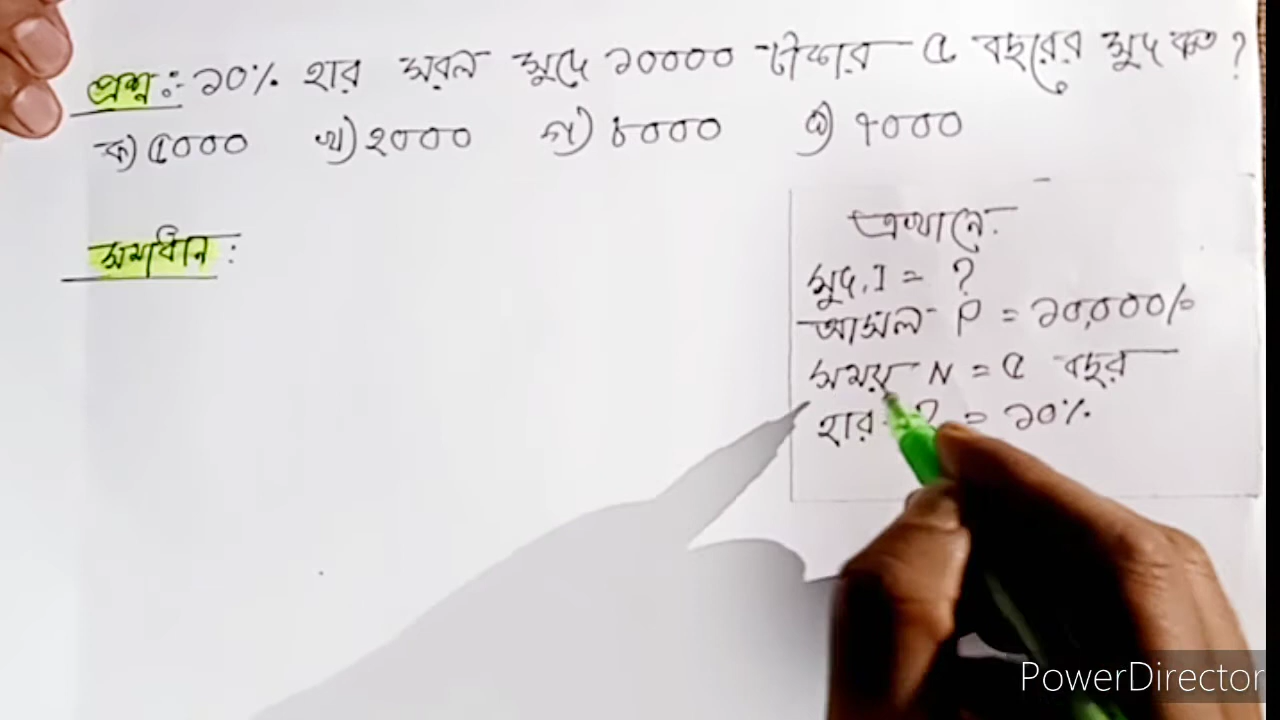 প্রশ্ন :- ১০% হার সরল সুদে ১০০০০ টাকার ৫ বছরের সুদ কত ?
ক) ৫০০০ খ) ২০০০ গ) ৮০০০ ঘ) ৭০০০
সমাধান :
এখানে
সুদ, I = ?
আসল P = ১০,০০০/-
সময় N = ৫ বছর
হার = ১০%
PowerDirector